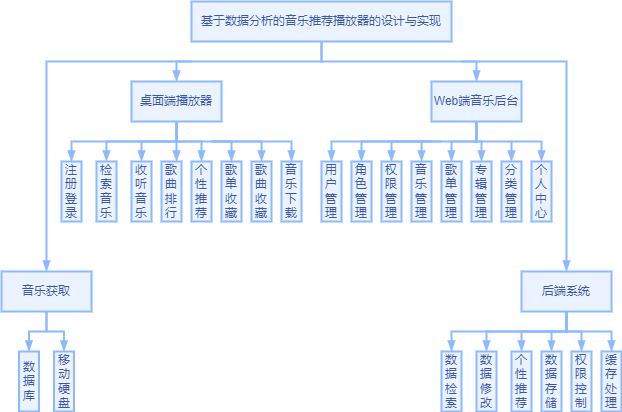 基于数据分析的音乐推荐播放器的设计与实现
桌面端播放器
Web端音乐后台
注册登录
检索音乐
收听音乐
歌曲排行
个性推荐
歌单收藏
歌曲收藏
音乐下载
用户管理
角色管理
权限管理
音乐管理
歌单管理
专辑管理
分类管理
个人中心
音乐获取
后端系统
数据库
移动硬盘
数据检索
数据修改
个性推荐
数据存储
权限控制
缓存处理